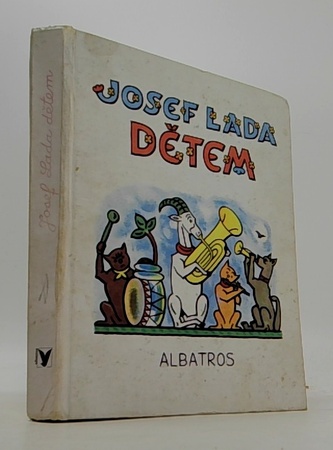 JOSEF LADA
DĚTEM
ALBATROS
Josef Lada dětem